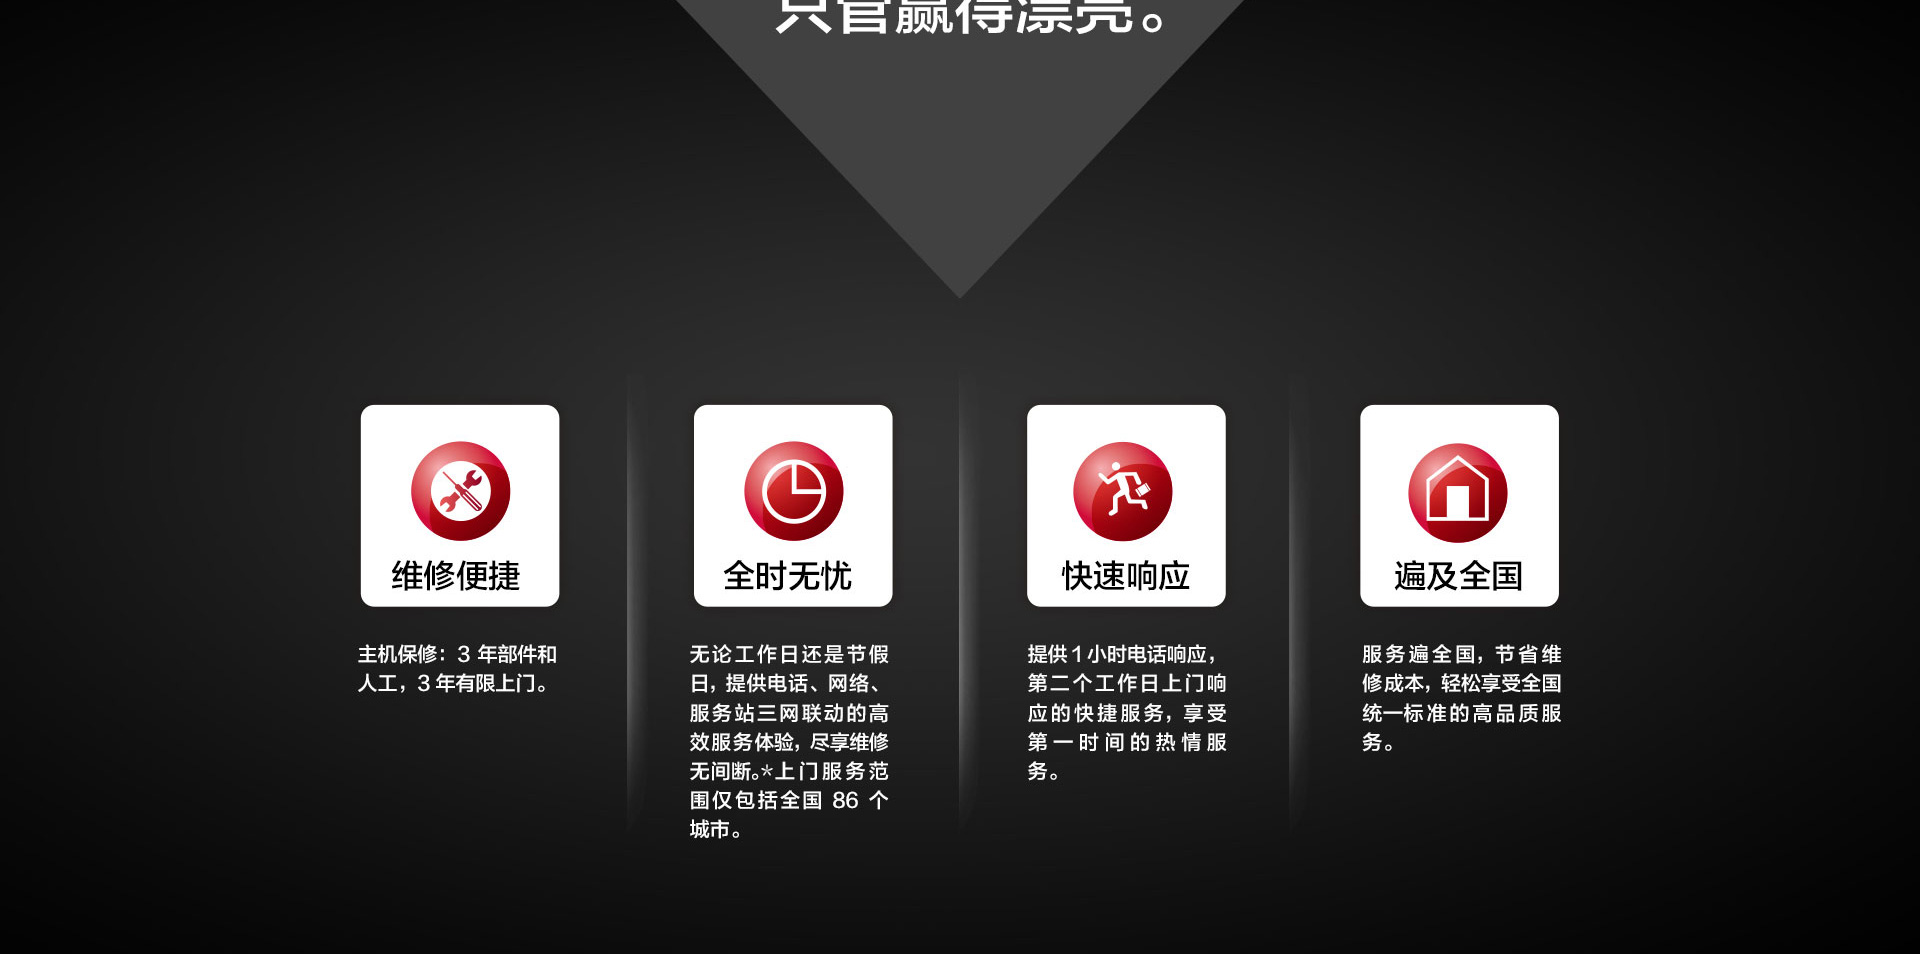 只管赢得漂亮。
维修便捷
主机保修：3 年部件和
人工，3 年有限上门。
全时无忧
无论工作日还是节假
日，提供电话、网络、
服务站三网联动的高
效服务体验，尽享维修
无间断。*上门服务范
围仅包括全国 86 个
城市。
快速响应
提供1小时电话响应，
第二个工作日上门响
应的快捷服务，享受
第一时间的热情服
务。
遍及全国
服务遍全国，节省维
修成本，轻松享受全国
统一标准的高品质服
务。